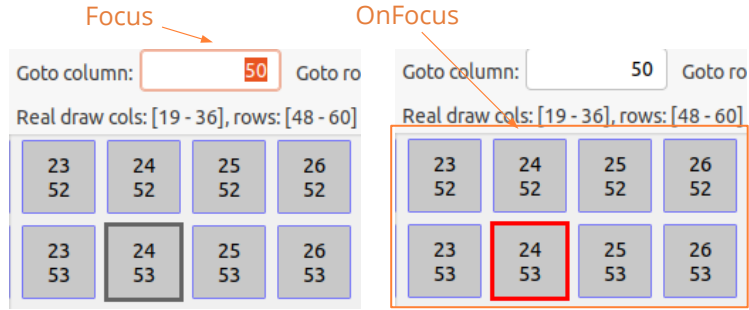 Focus
OnFocus
Goto column: 50 Goto ro
Real draw cols: [19 - 36], rows: [48 - 60]
23 24 25 26
52 52 52 52
23 24 25 26
53 53 53 53
Goto column: 50 Goto ro
Real draw cols: [19 - 36], rows: [48 - 60]
23 24 25 26
52 52 52 52
23 24 25 26
53 53 53 53